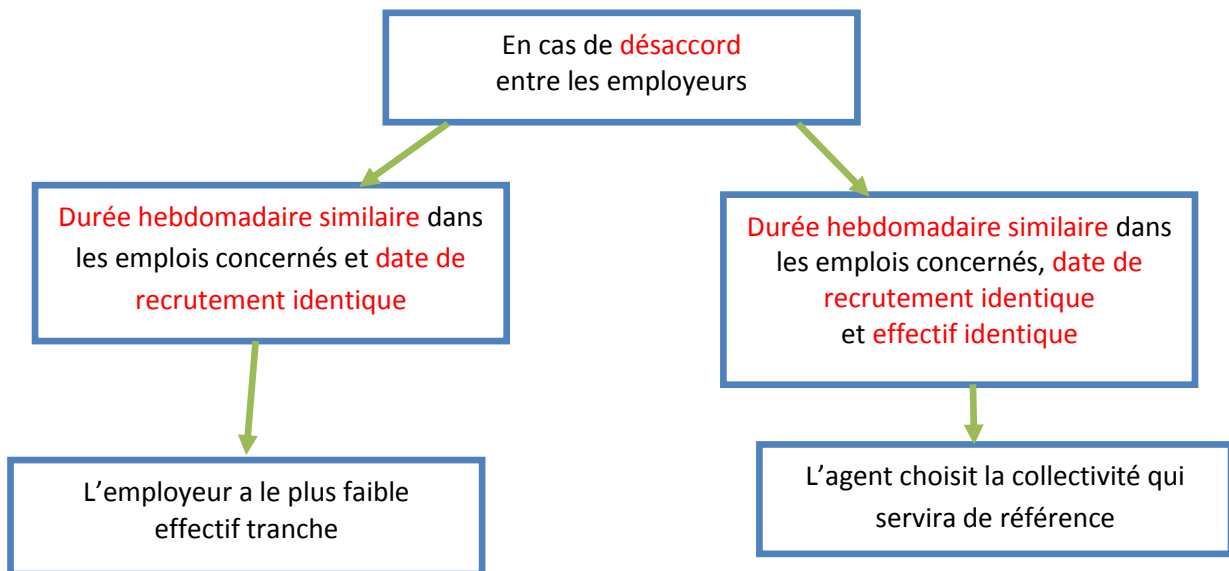 En cas de désaccord
entre les employeurs
Durée hebdomadaire similaire dans
les emplois concernés et date de
recrutement identique
Durée hebdomadaire similaire dans
les emplois concernés, date de
recrutement identique
et effectif identique
L’employeur a le plus faible
effectif tranche
L’agent choisit la collectivité qui
servira de référence